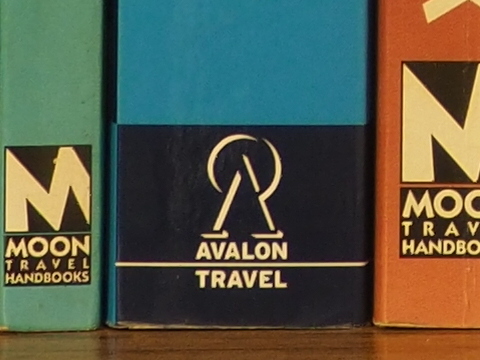 MOON
TRAVEL
HANDBOOKS
AVALON
TRAVEL
MOO
TRAV
HANDBO